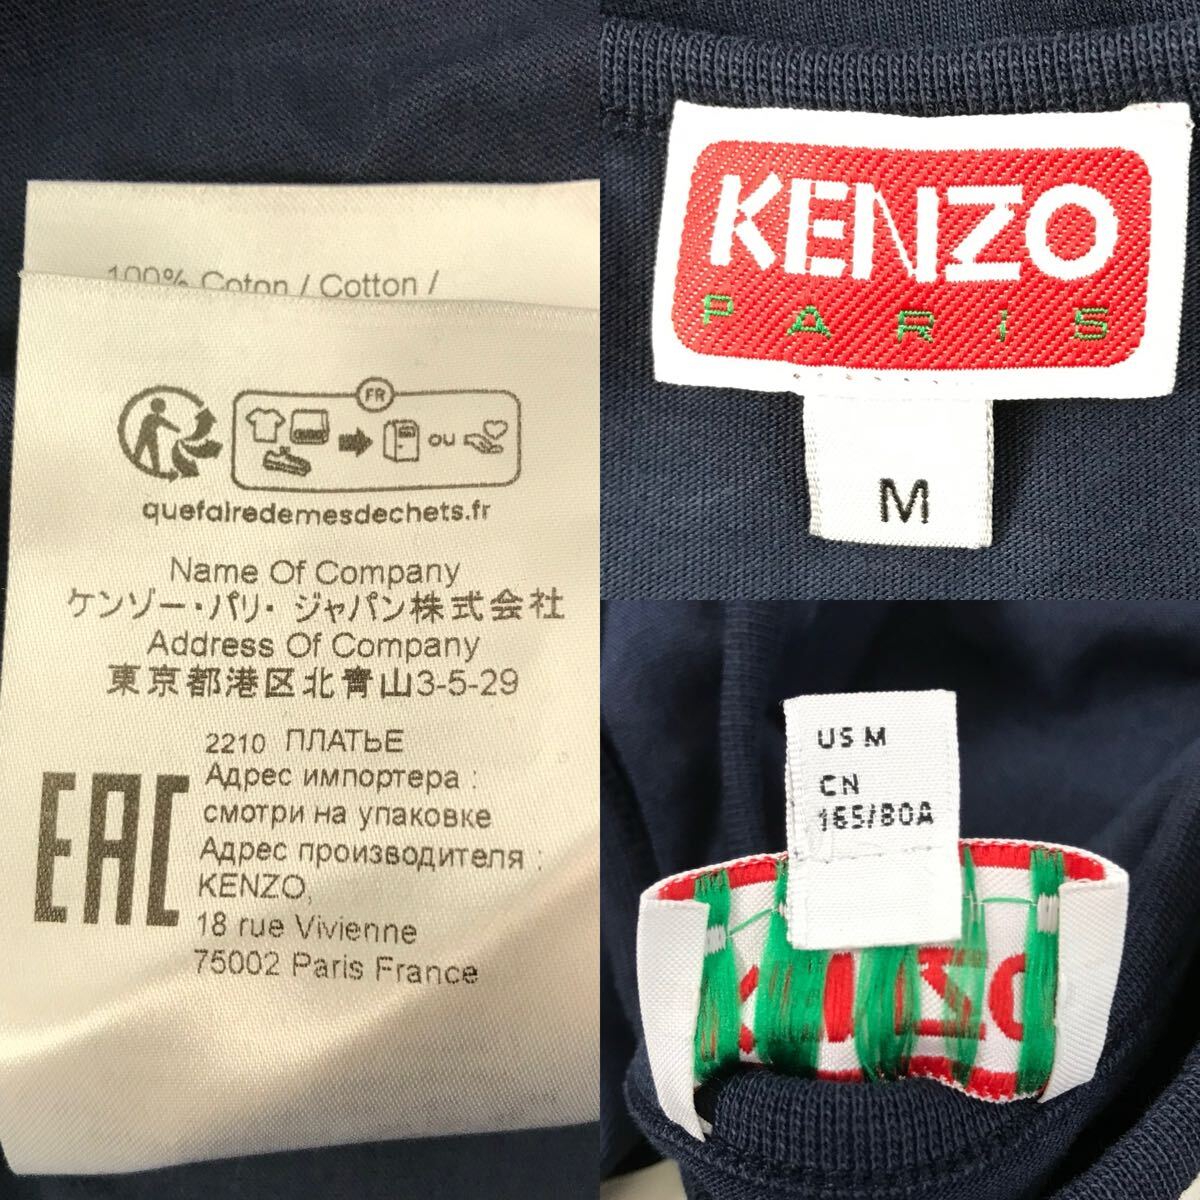 100% Coton / Cotton /
FR
ou
quefairedemesdechets.fr
Name Of Company
ケンゾー・パリ・ジャパン株式会社
Address Of Company
東京都港区北青山3-5-29
2210 ПЛАТЬЕ
Адрес импортера :
смотри на упаковке
Адрес производителя :
KENZO,
18 rue Vivienne
75002 Paris France
EAC
KENZO
PARiS
M
US M
CN
165/80A